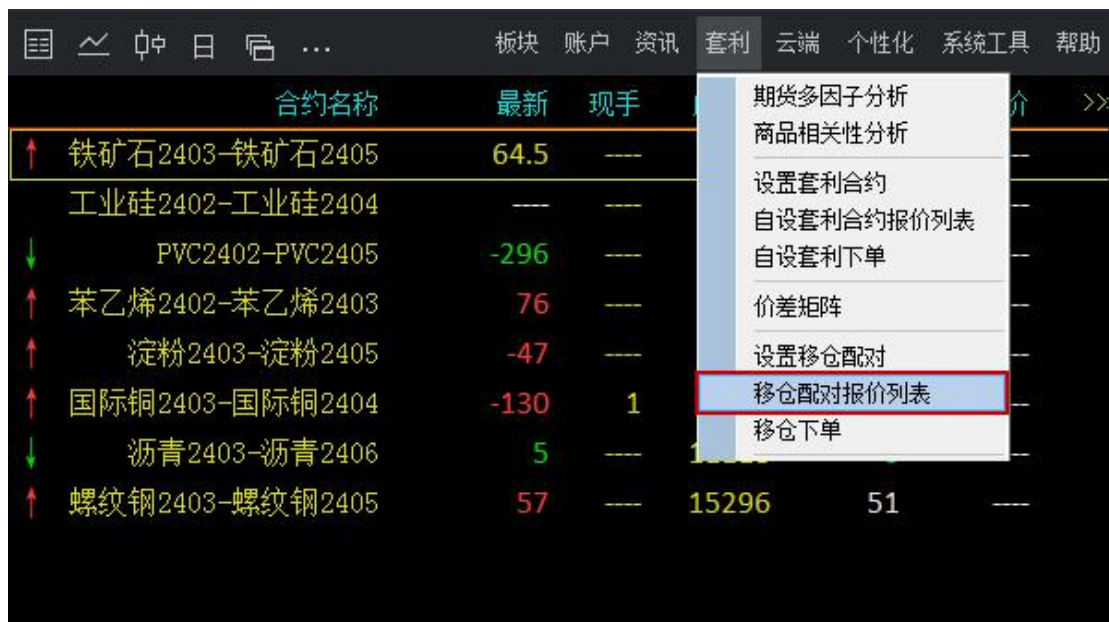 板块 账户 资讯 套利 云端 个性化 系统工具 帮助
合约名称 最新 现手 价 >>
期货多因子分析
商品相关性分析
设置套利合约
自设套利合约报价列表
自设套利下单
价差矩阵
设置移仓配对
移仓配对报价列表
移仓下单
铁矿石2403-铁矿石2405 64.5 ----
工业硅2402-工业硅2404 ---- ----
PVC2402-PVC2405 -296 ----
苯乙烯2402-苯乙烯2403 76 ----
淀粉2403-淀粉2405 -47 ----
国际铜2403-国际铜2404 -130 1
沥青2403-沥青2406 5 ----
螺纹钢2403-螺纹钢2405 57 ---- 15296 51 ----